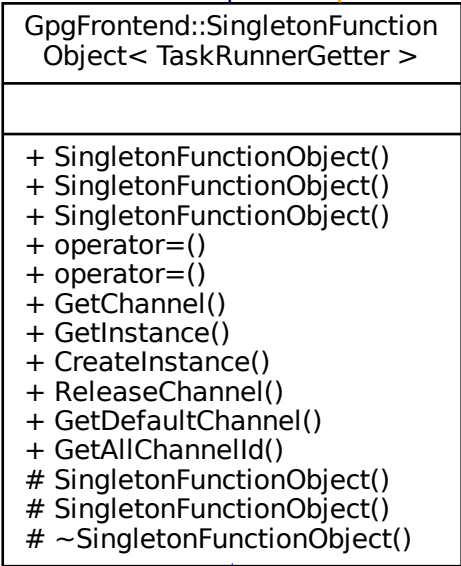 GpgFrontend::SingletonFunction
Object< TaskRunnerGetter >
+ SingletonFunctionObject()
+ SingletonFunctionObject()
+ SingletonFunctionObject()
+ operator=()
+ operator=()
+ GetChannel()
+ GetInstance()
+ CreateInstance()
+ ReleaseChannel()
+ GetDefaultChannel()
+ GetAllChannelId()
# SingletonFunctionObject()
# SingletonFunctionObject()
# ~SingletonFunctionObject()